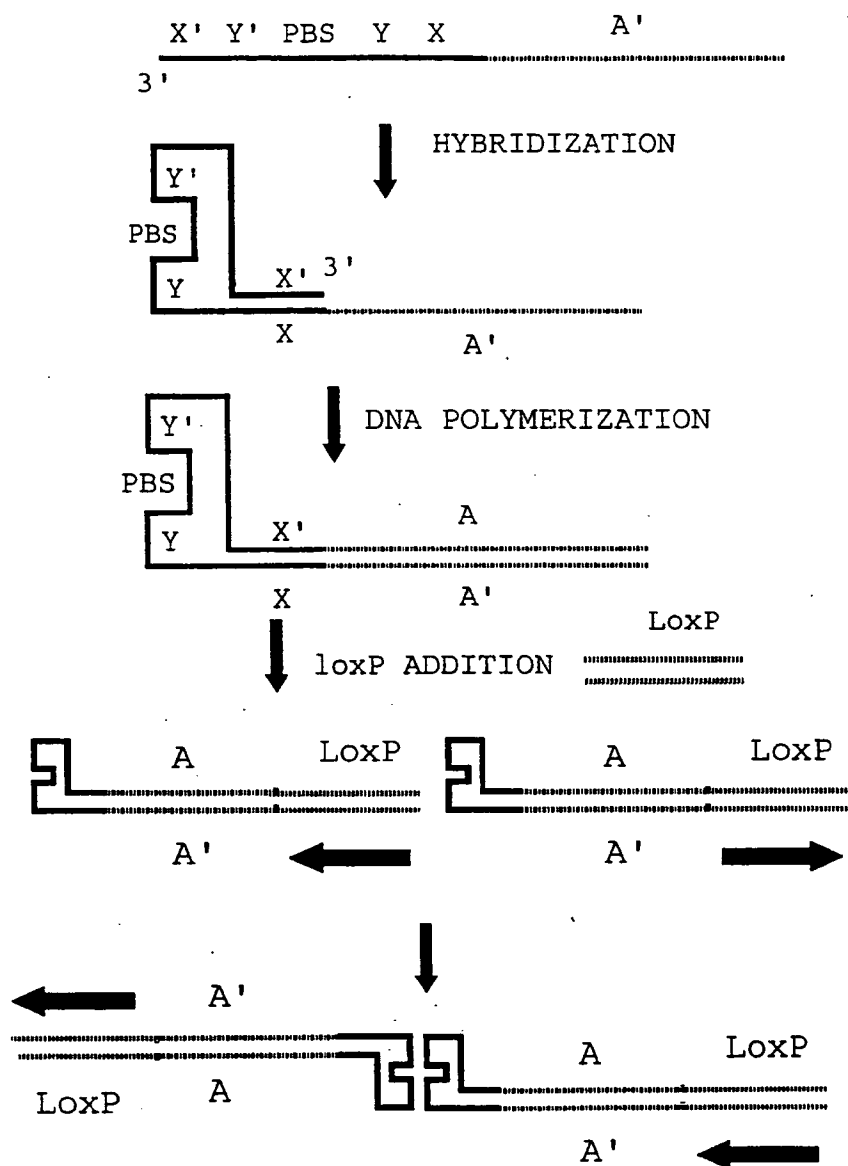 X' Y' PBS Y X A'
3'
HYBRIDIZATION
Y'
PBS
X' 3'
Y
X
A'
DNA POLYMERIZATION
Y'
PBS
A
X'
Y
X A'
LoxP
loxP ADDITION
A LoxP A LoxP
A' A'
A'
A LoxP
A
LoxP
A'